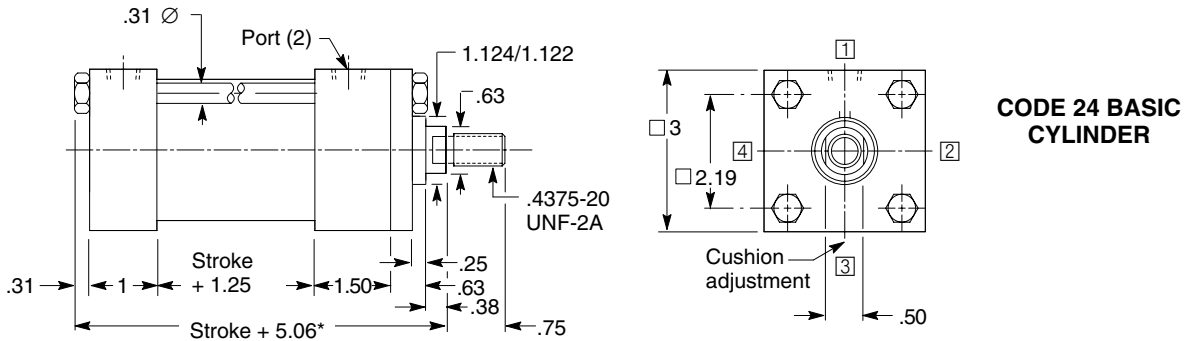 .31 Ø
Port (2)
1.124/1.122
.63
.4375-20
UNF-2A
.31
1
Stroke
+ 1.25
1.50
.25
.63
.38
Stroke + 5.06*
.75
1
□ 3
4
2
□ 2.19
Cushion
adjustment
3
.50
CODE 24 BASIC
CYLINDER